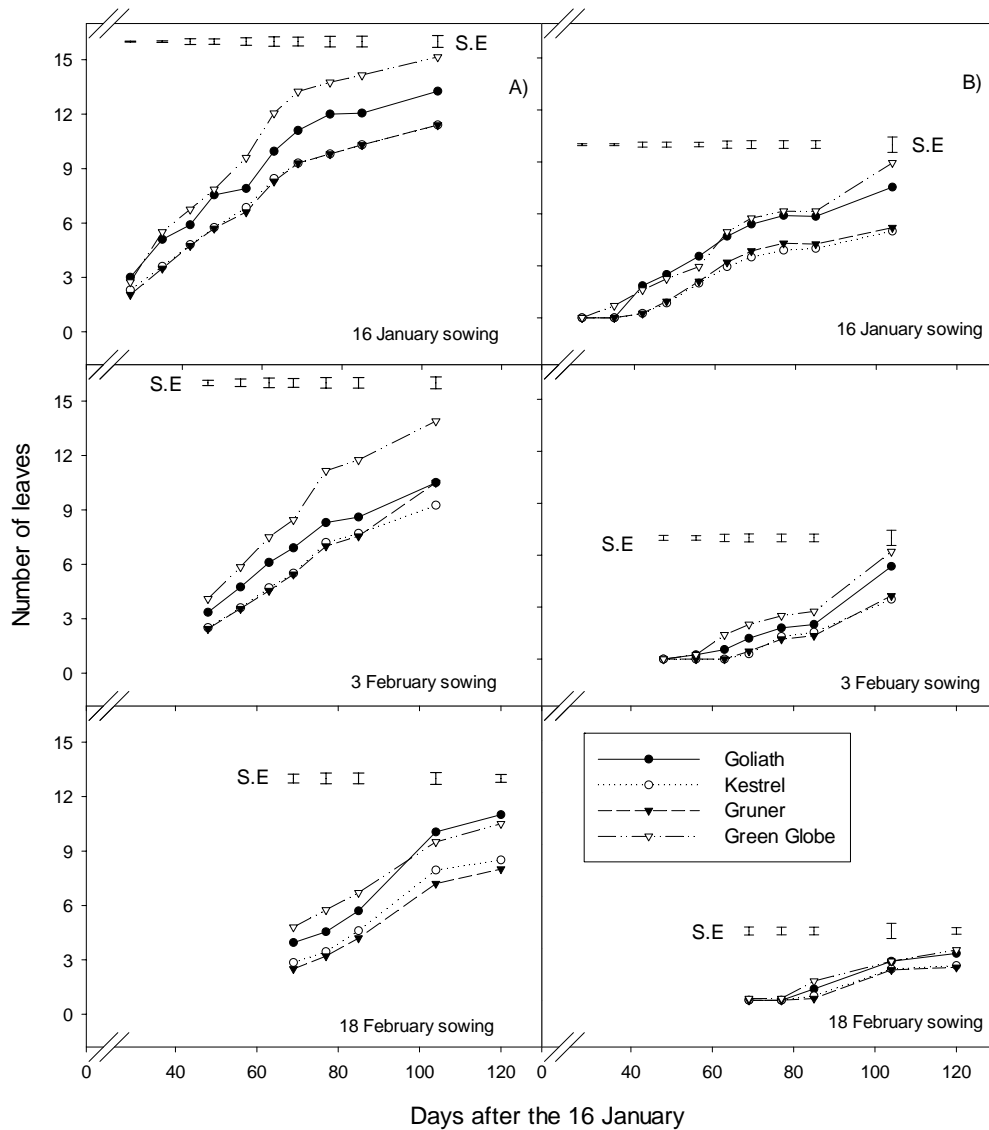 Number of leaves
15
12
9
6
3
0
S.E
A)
16 January sowing
S.E
B)
16 January sowing
15
12
9
6
3
0
S.E
3 February sowing
S.E
3 Febuary sowing
15
12
9
6
3
0
S.E
18 February sowing
Goliath
Kestrel
Gruner
Green Globe
S.E
18 February sowing
0 40 60 80 100 120 0 40 60 80 100 120
Days after the 16 January